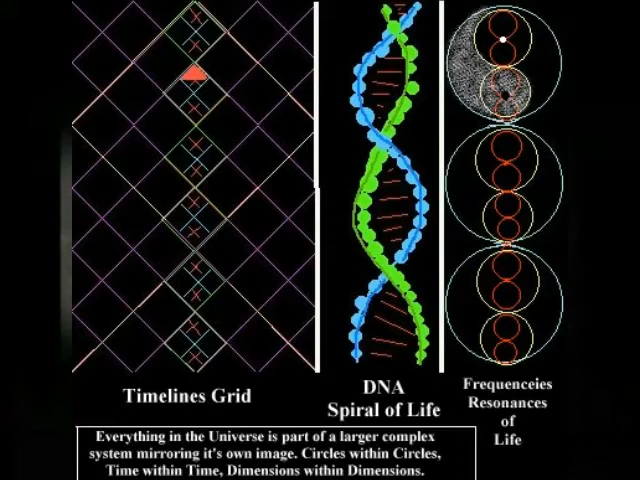 Timelines Grid
DNA
Spiral of Life
Frequenceies
Resonances
of
Life
Everything in the Universe is part of a larger complex
system mirroring it's own image. Circles within Circles,
Time within Time, Dimensions within Dimensions.